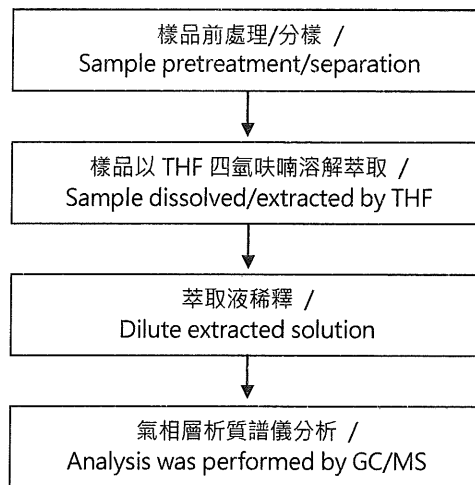 樣品前處理/分樣 /
Sample pretreatment/separation
樣品以 THF 四氫呋喃溶解萃取 /
Sample dissolved/extracted by THF
萃取液稀釋 /
Dilute extracted solution
氣相層析質譜儀分析 /
Analysis was performed by GC/MS